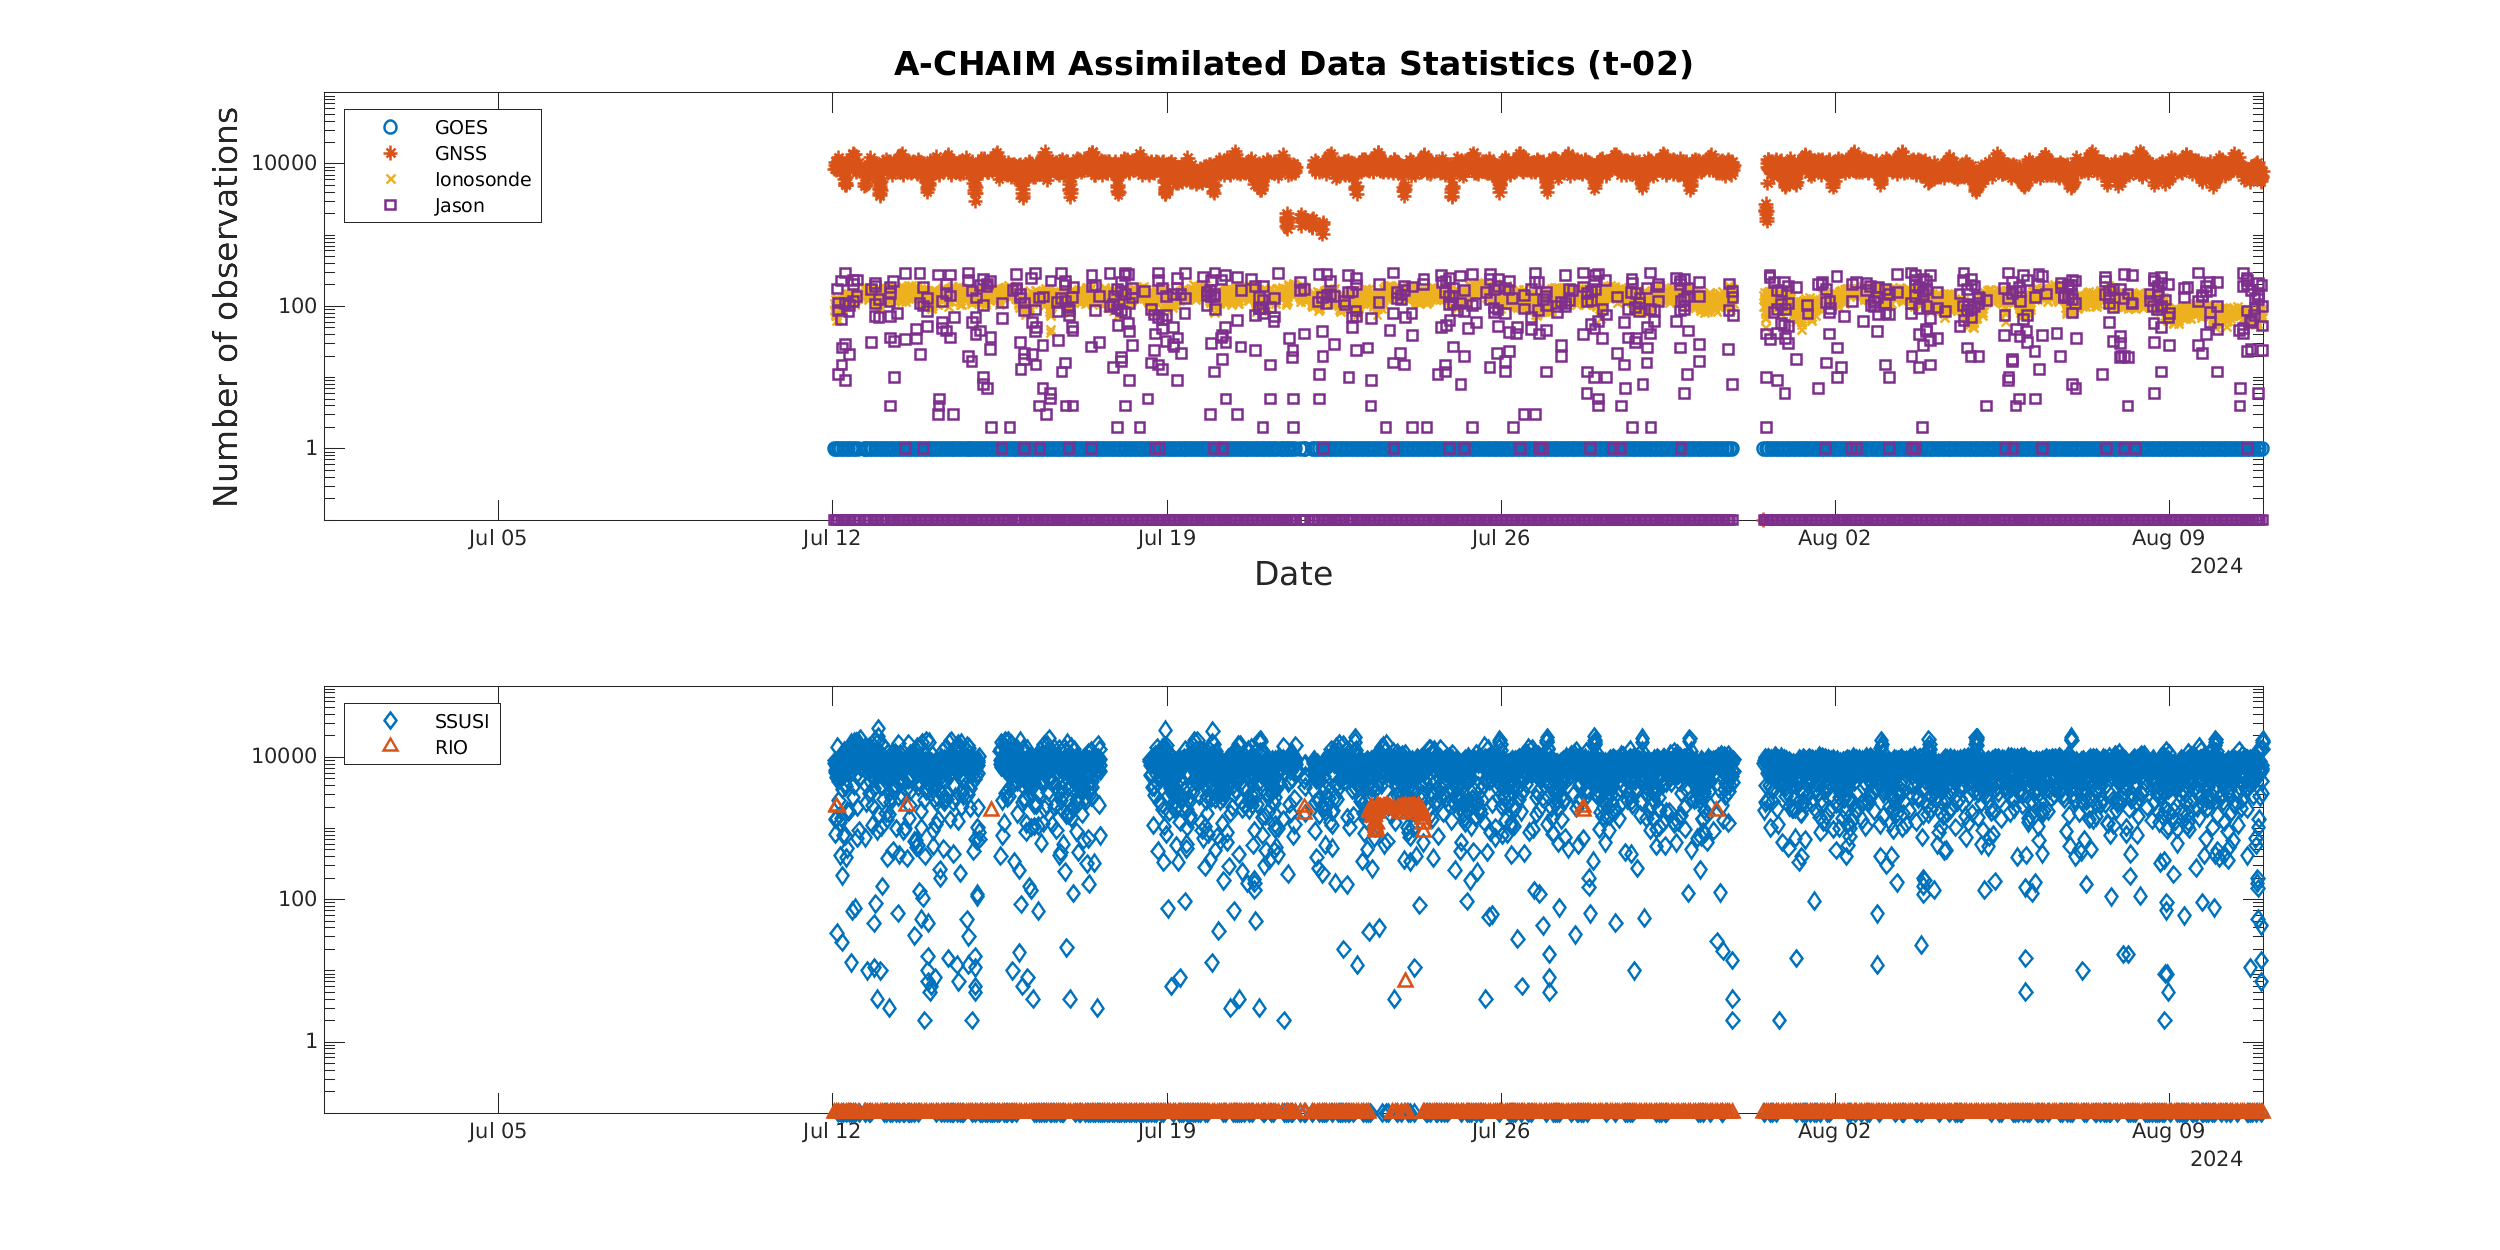 A-CHAIM Assimilated Data Statistics (t-02)
Number of observations
10000
100
1
GOES
GNSS
Ionosonde
Jason
Jul 05
Jul 12
Jul 19
Jul 26
Aug 02
Aug 09
2024
Date
10000
100
1
SSUSI
RIO
Jul 05
Jul 12
Jul 19
Jul 26
Aug 02
Aug 09
2024